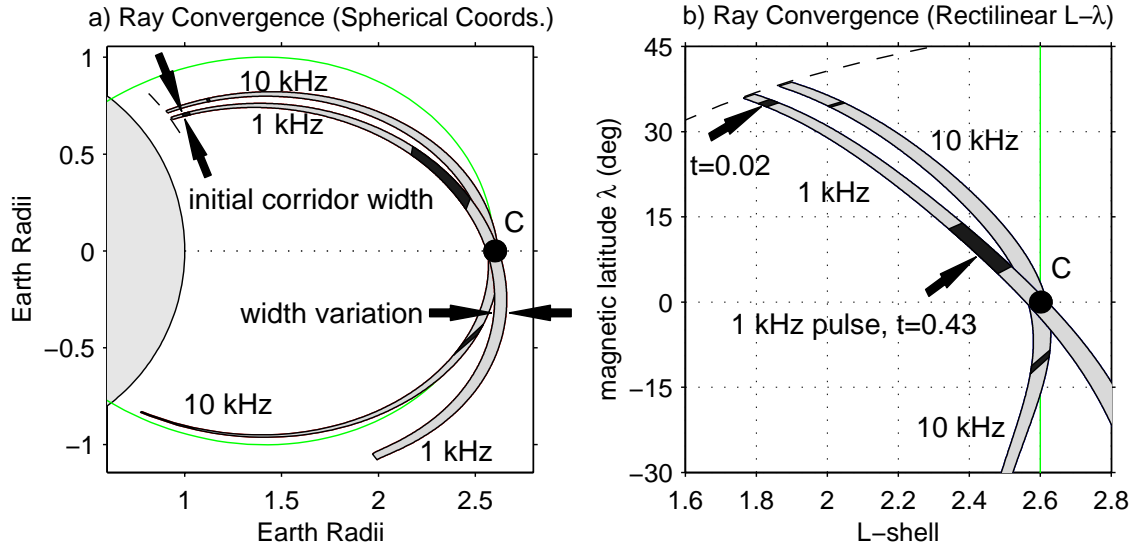 a) Ray Convergence (Spherical Coords.)
1
0.5
0
−0.5
−1
Earth Radii
10 kHz
1 kHz
initial corridor width
C
width variation
10 kHz
1 kHz
1
1.5
2
2.5
Earth Radii
b) Ray Convergence (Rectilinear L−λ)
45
30
15
0
−15
−30
magnetic latitude λ (deg)
t=0.02
10 kHz
1 kHz
C
1 kHz pulse, t=0.43
10 kHz
1.6
1.8
2
2.2
2.4
2.6
2.8
L−shell